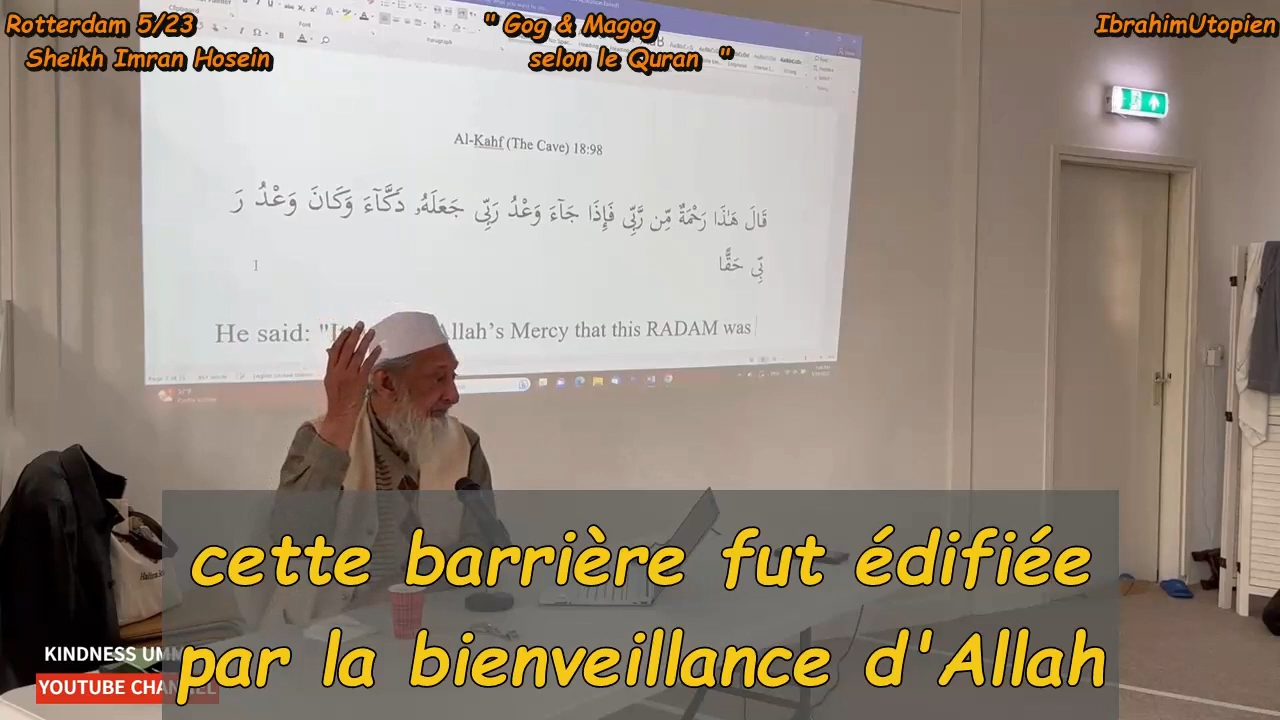 Rotterdam 5/23
Sheikh Imran Hosein
" Gog & Magog
selon le Quran "
IbrahimUtopien
Al-Kahf (The Cave) 18:98
قَالَ هَـٰذَا رَحْمَةٌ مِّن رَّبِّى فَإِذَا جَآءَ وَعْدُ رَبِّى جَعَلَهُۥ دَكَّآءَ وَكَانَ وَعْدُ رَ
بِّى حَقًّا
He said: "It Allah's Mercy that this RADAM was
cette barrière fut édifiée
par la bienveillance d'Allah
KINDNESS UMM
YOUTUBE CHANNEL